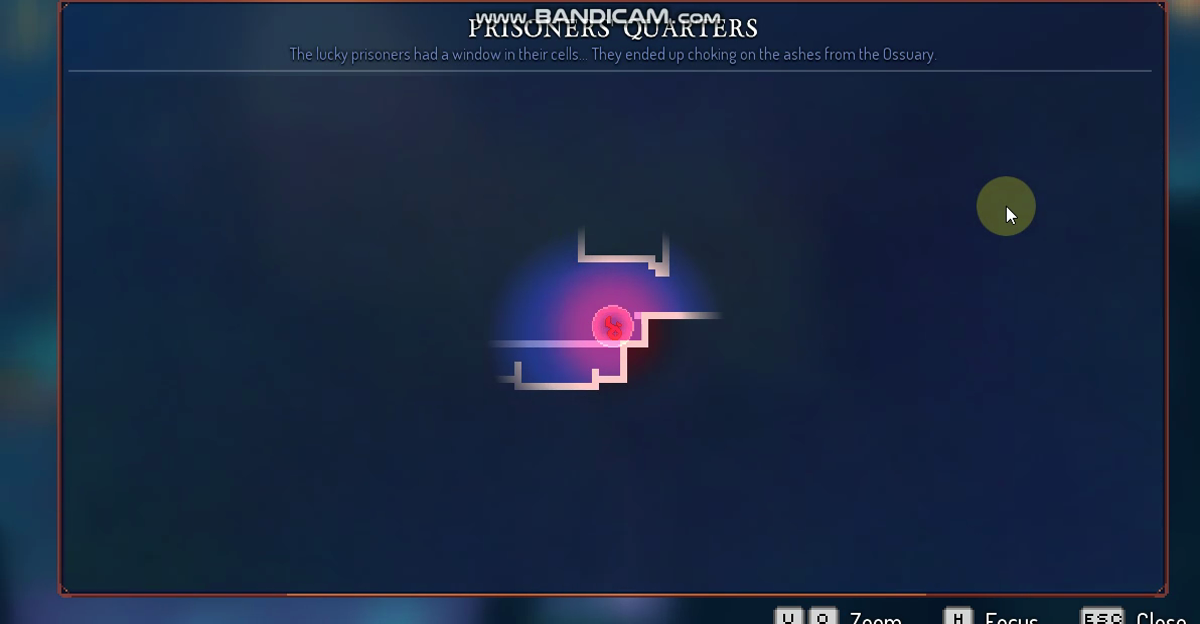 www.BANDICAM.com
PRISONERS' QUARTERS
The lucky prisoners had a window in their cells... They ended up choking on the ashes from the Ossuary.
Zoom Focus ESC Close